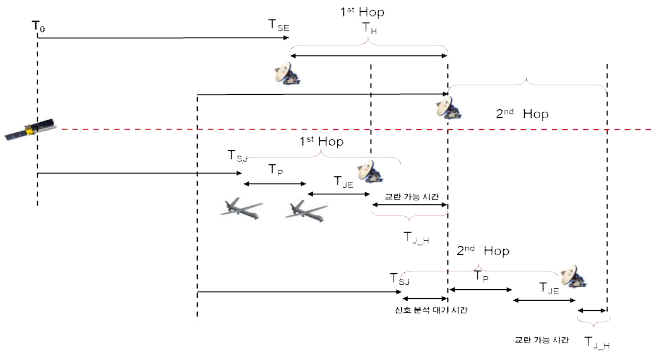 1st Hop
T0
TSE
TH
2nd Hop
1st Hop
TSJ
TP
TJE
교란 가능 시간
TJ_H
2nd Hop
TSJ
TP
TJE
신호 분석 대기 시간
교란 가능 시간
TJ_H